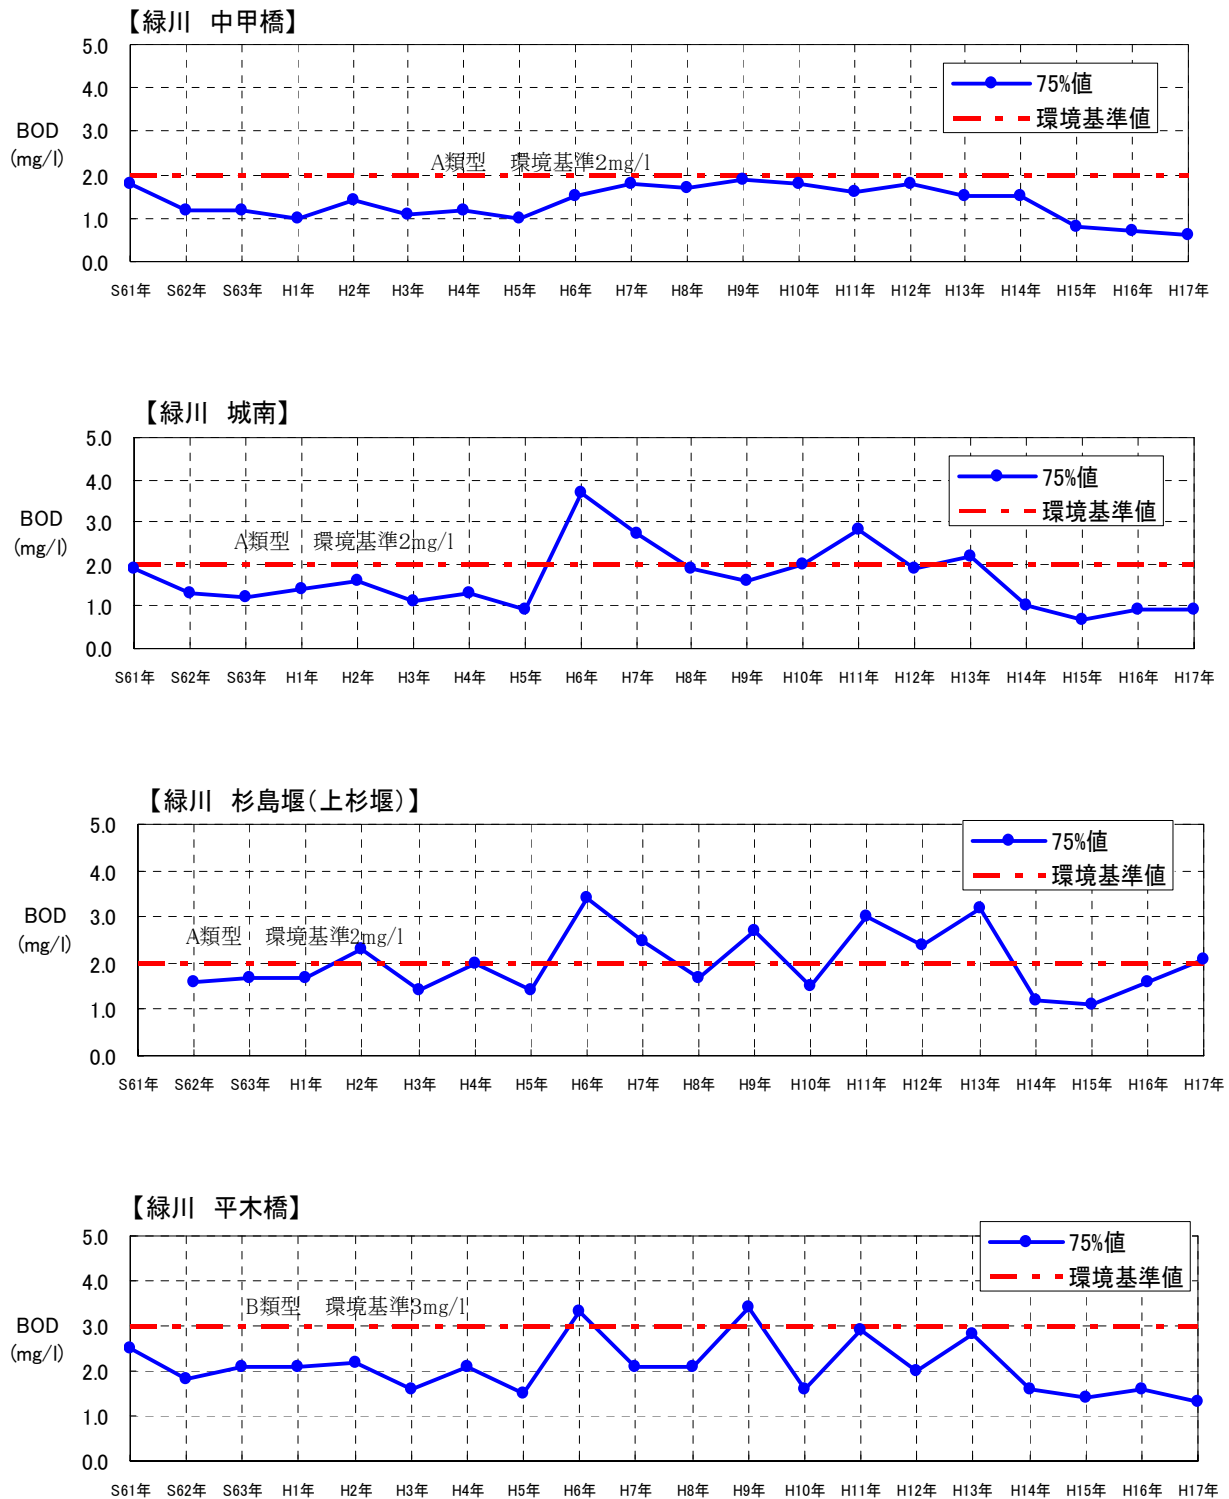 【緑川　中甲橋】
5.0
4.0
3.0
2.0
1.0
0.0
BOD
(mg/l)
75%値
環境基準値
A類型　環境基準2mg/l
S61年 S62年 S63年 H1年 H2年 H3年 H4年 H5年 H6年 H7年 H8年 H9年 H10年 H11年 H12年 H13年 H14年 H15年 H16年 H17年
【緑川　城南】
5.0
4.0
3.0
2.0
1.0
0.0
BOD
(mg/l)
75%値
環境基準値
A類型　環境基準2mg/l
S61年 S62年 S63年 H1年 H2年 H3年 H4年 H5年 H6年 H7年 H8年 H9年 H10年 H11年 H12年 H13年 H14年 H15年 H16年 H17年
【緑川　杉島堰(上杉堰)】
5.0
4.0
3.0
2.0
1.0
0.0
BOD
(mg/l)
75%値
環境基準値
A類型　環境基準2mg/l
S61年 S62年 S63年 H1年 H2年 H3年 H4年 H5年 H6年 H7年 H8年 H9年 H10年 H11年 H12年 H13年 H14年 H15年 H16年 H17年
【緑川　平木橋】
5.0
4.0
3.0
2.0
1.0
0.0
BOD
(mg/l)
75%値
環境基準値
B類型　環境基準3mg/l
S61年 S62年 S63年 H1年 H2年 H3年 H4年 H5年 H6年 H7年 H8年 H9年 H10年 H11年 H12年 H13年 H14年 H15年 H16年 H17年